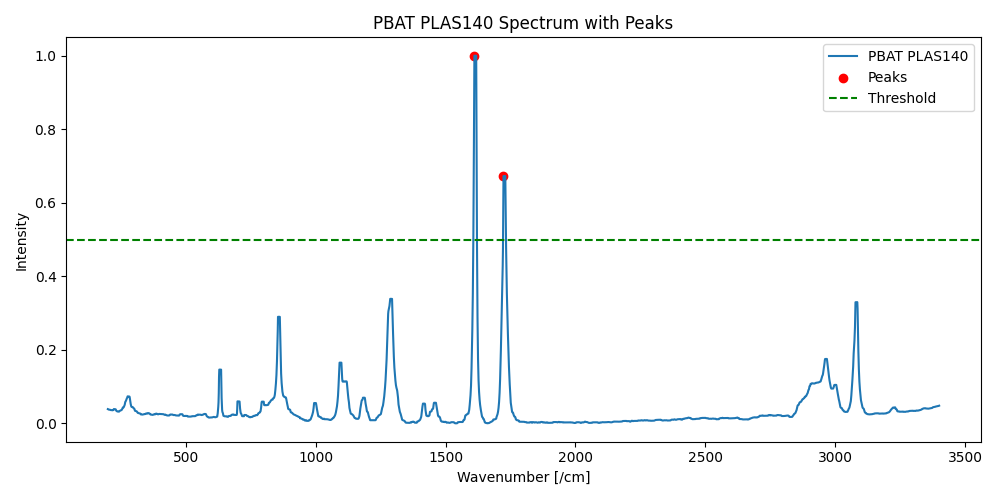 PBAT PLAS140 Spectrum with Peaks
PBAT PLAS140
Peaks
Threshold
Intensity
1.0
0.8
0.6
0.4
0.2
0.0
500 1000 1500 2000 2500 3000 3500
Wavenumber [/cm]